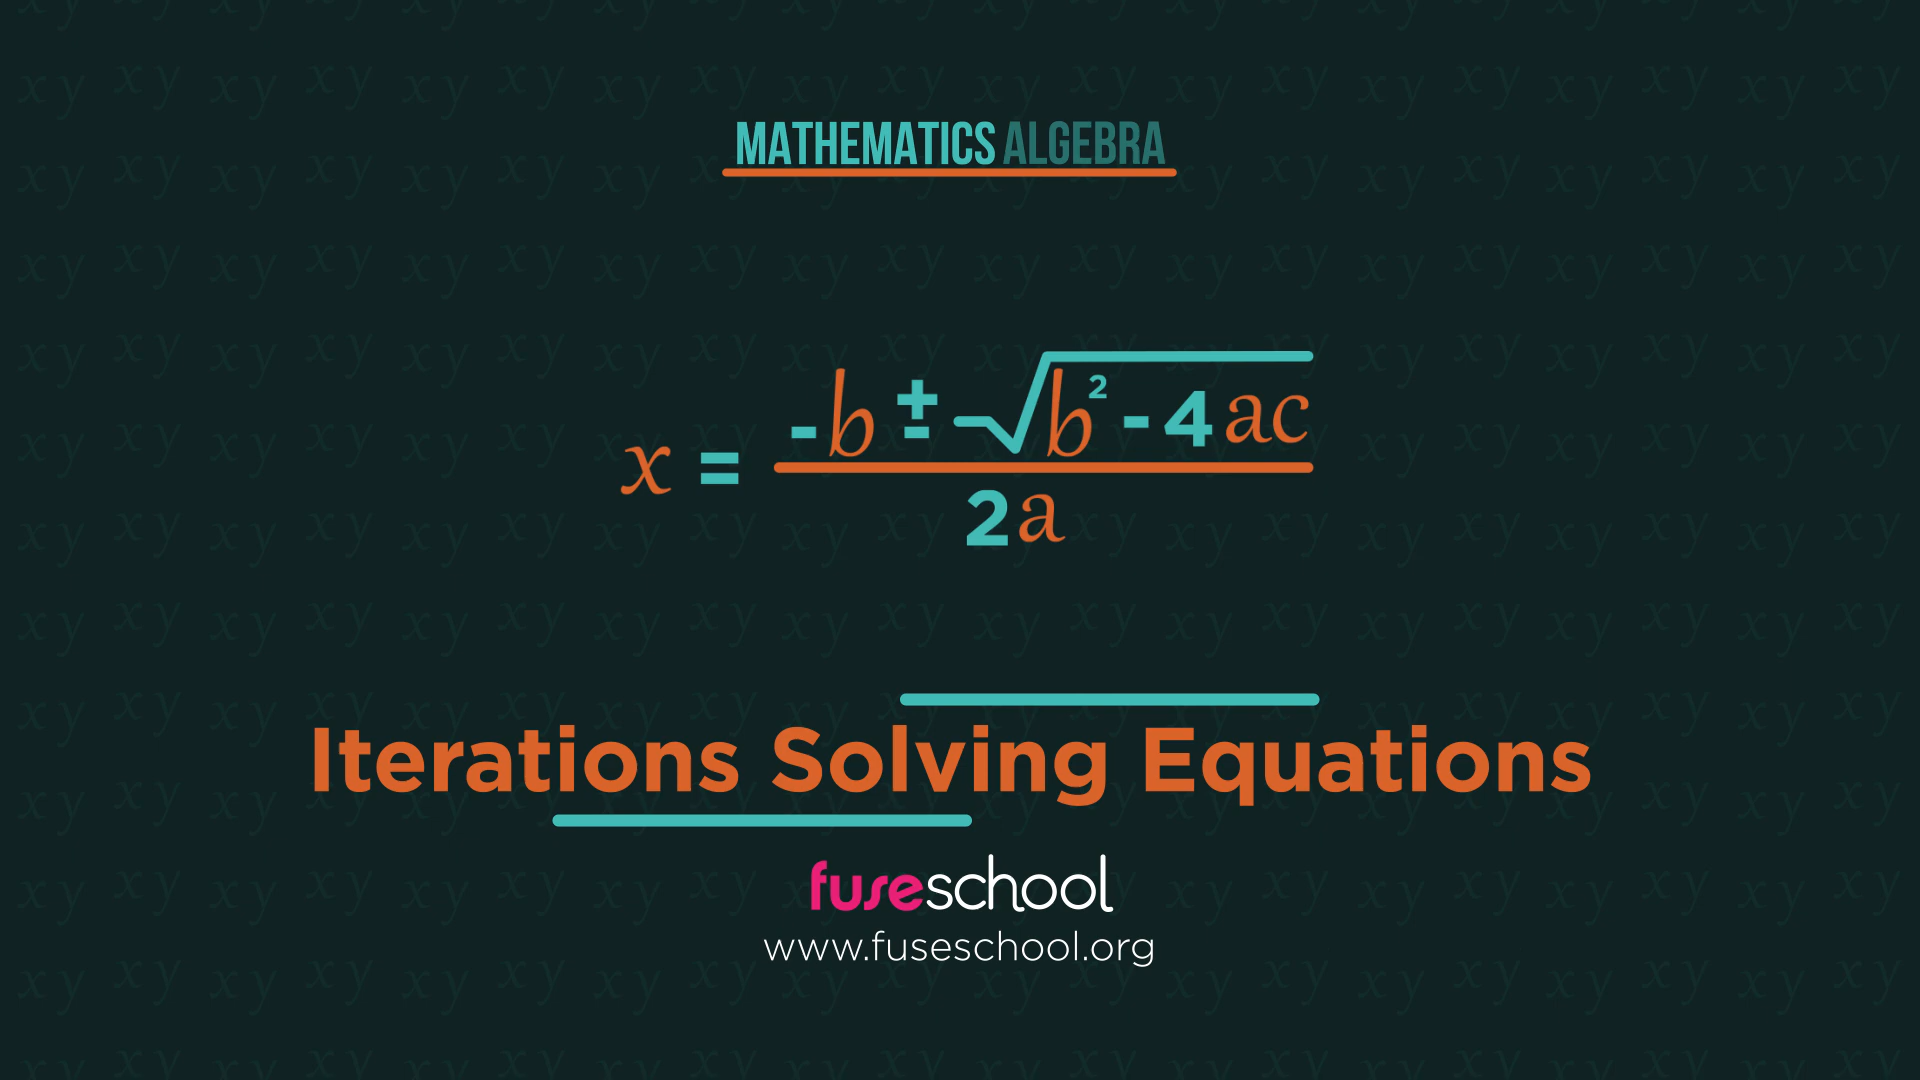 MATHEMATICS ALGEBRA
x = -b ± √b² - 4ac
2a
Iterations Solving Equations
fuseschool
www.fuseschool.org